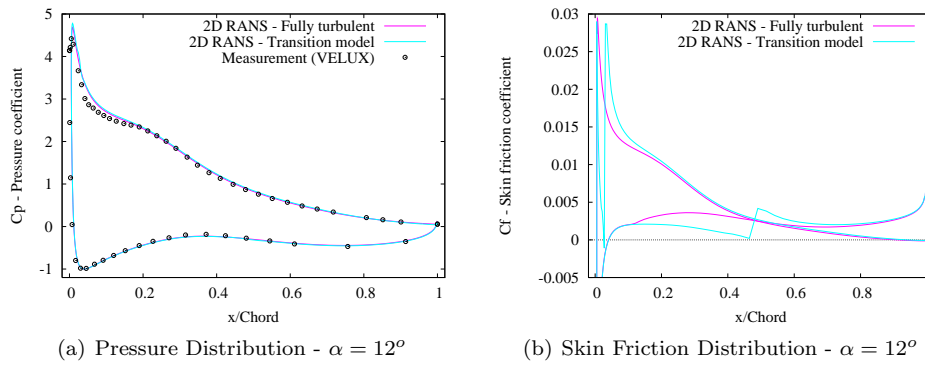 2D RANS - Fully turbulent
2D RANS - Transition model
Measurement (VELUX)
5
4
3
2
1
0
-1
Cp - Pressure coefficient
0
0.2
0.4
0.6
0.8
1
x/Chord
(a) Pressure Distribution - α = 12°
2D RANS - Fully turbulent
2D RANS - Transition model
0.03
0.025
0.02
0.015
0.01
0.005
0
-0.005
Cf - Skin friction coefficient
0
0.2
0.4
0.6
0.8
x/Chord
(b) Skin Friction Distribution - α = 12°